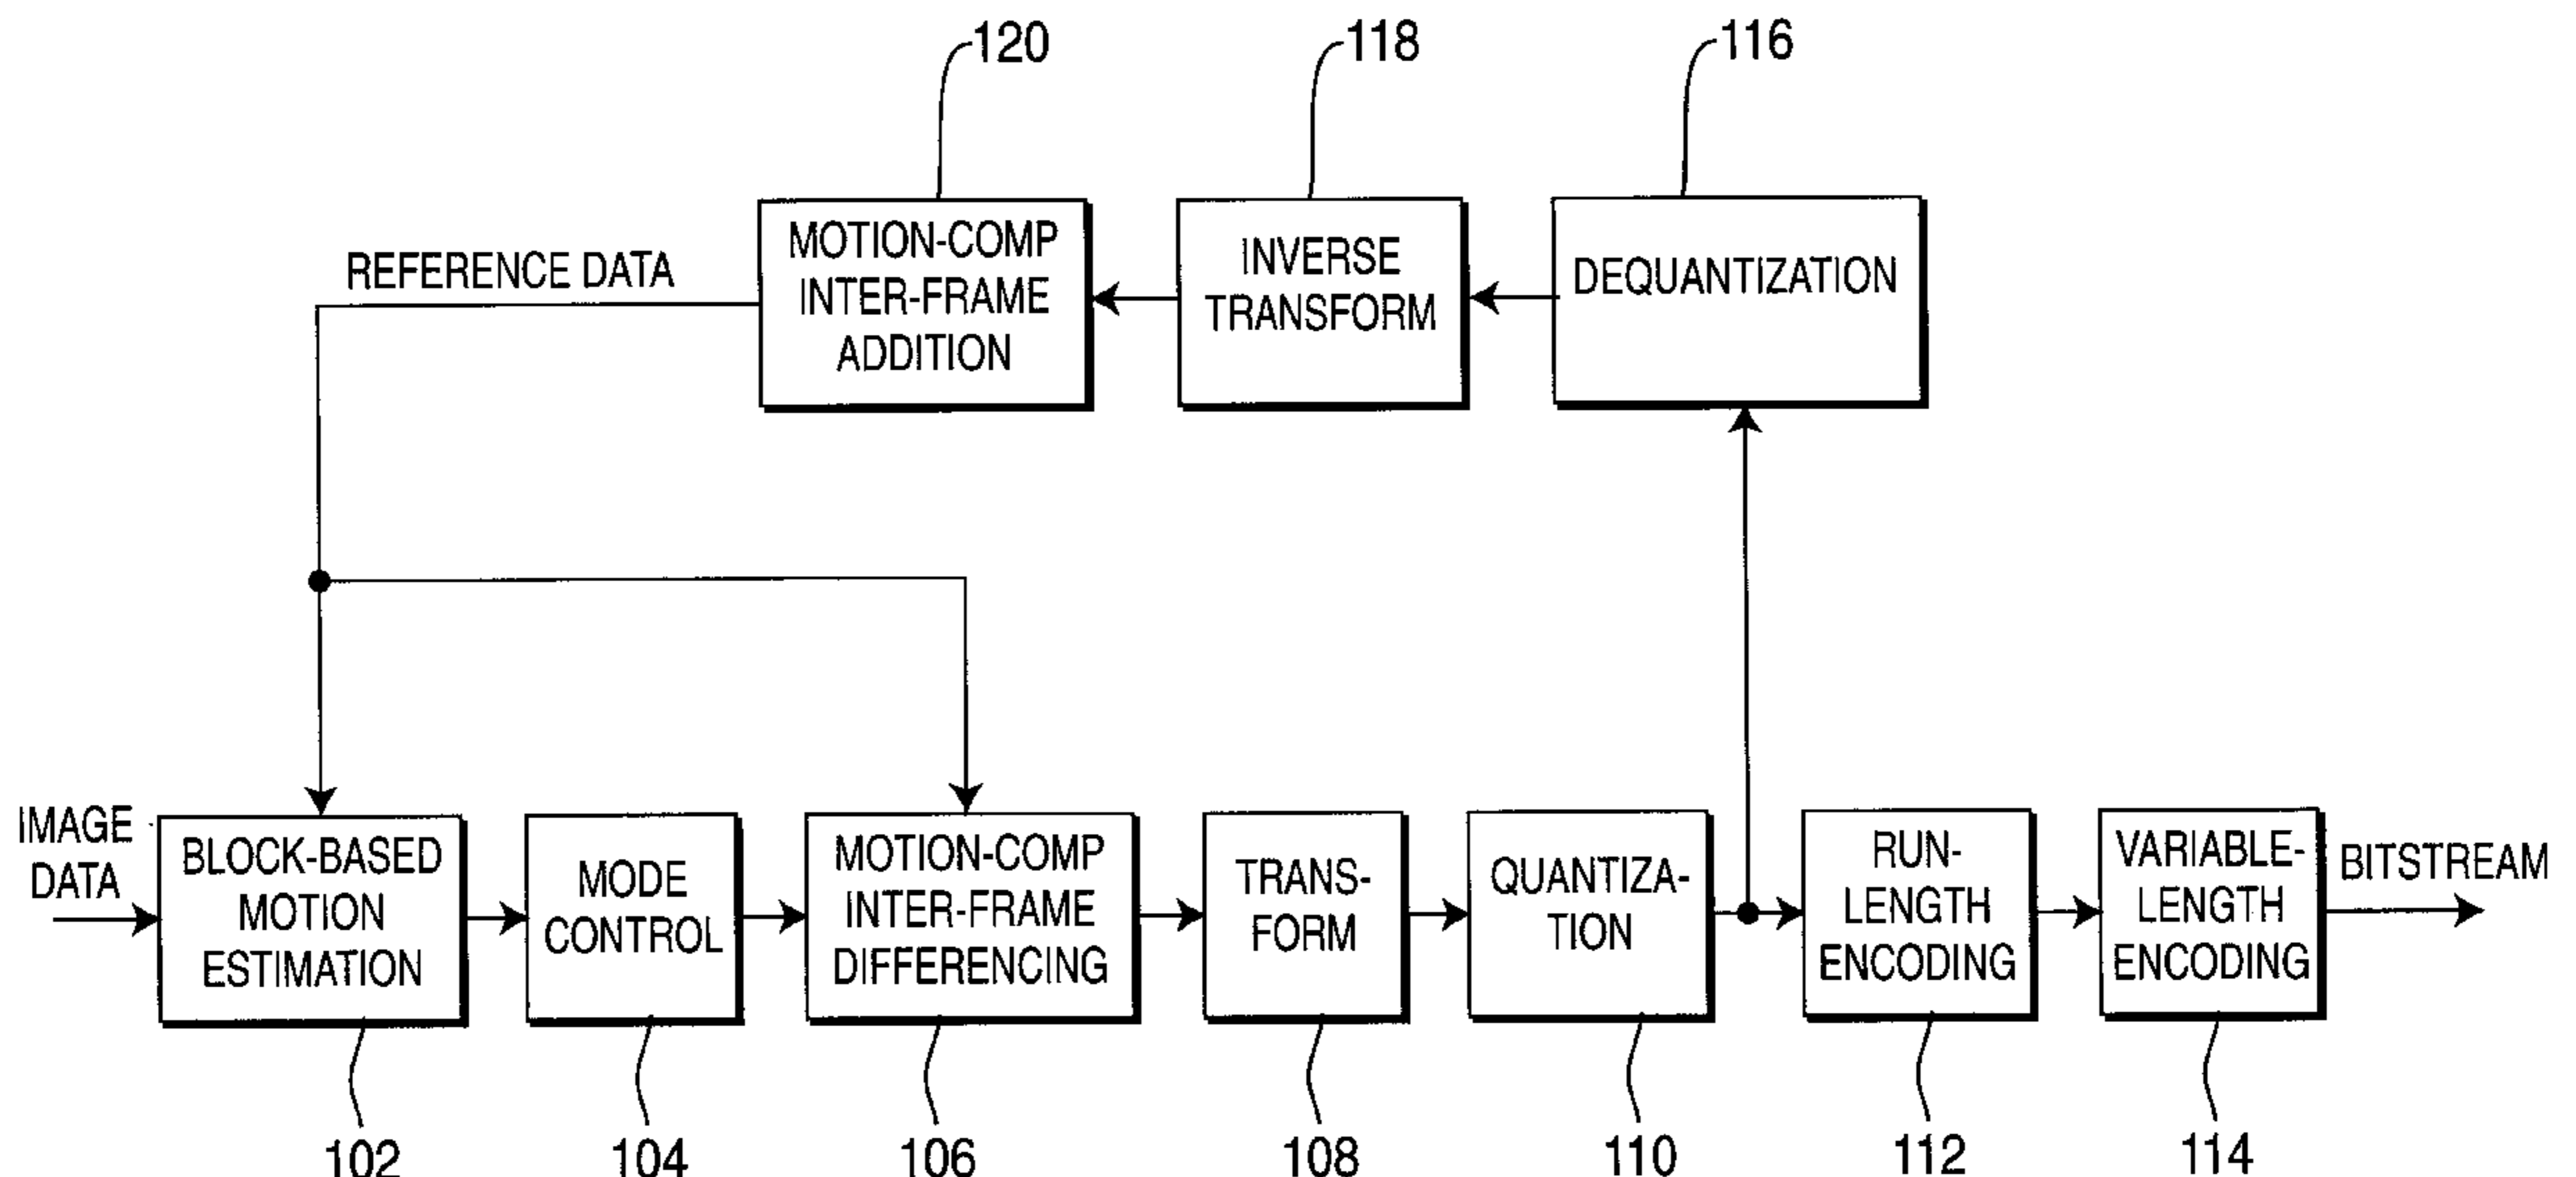 120
118
116
REFERENCE DATA
MOTION-COMP
INTER-FRAME
ADDITION
INVERSE
TRANSFORM
DEQUANTIZATION
IMAGE
DATA
BLOCK-BASED
MOTION
ESTIMATION
MODE
CONTROL
MOTION-COMP
INTER-FRAME
DIFFERENCING
TRANS-
FORM
QUANTIZA-
TION
RUN-
LENGTH
ENCODING
VARIABLE-
LENGTH
ENCODING
BITSTREAM
102
104
106
108
110
112
114